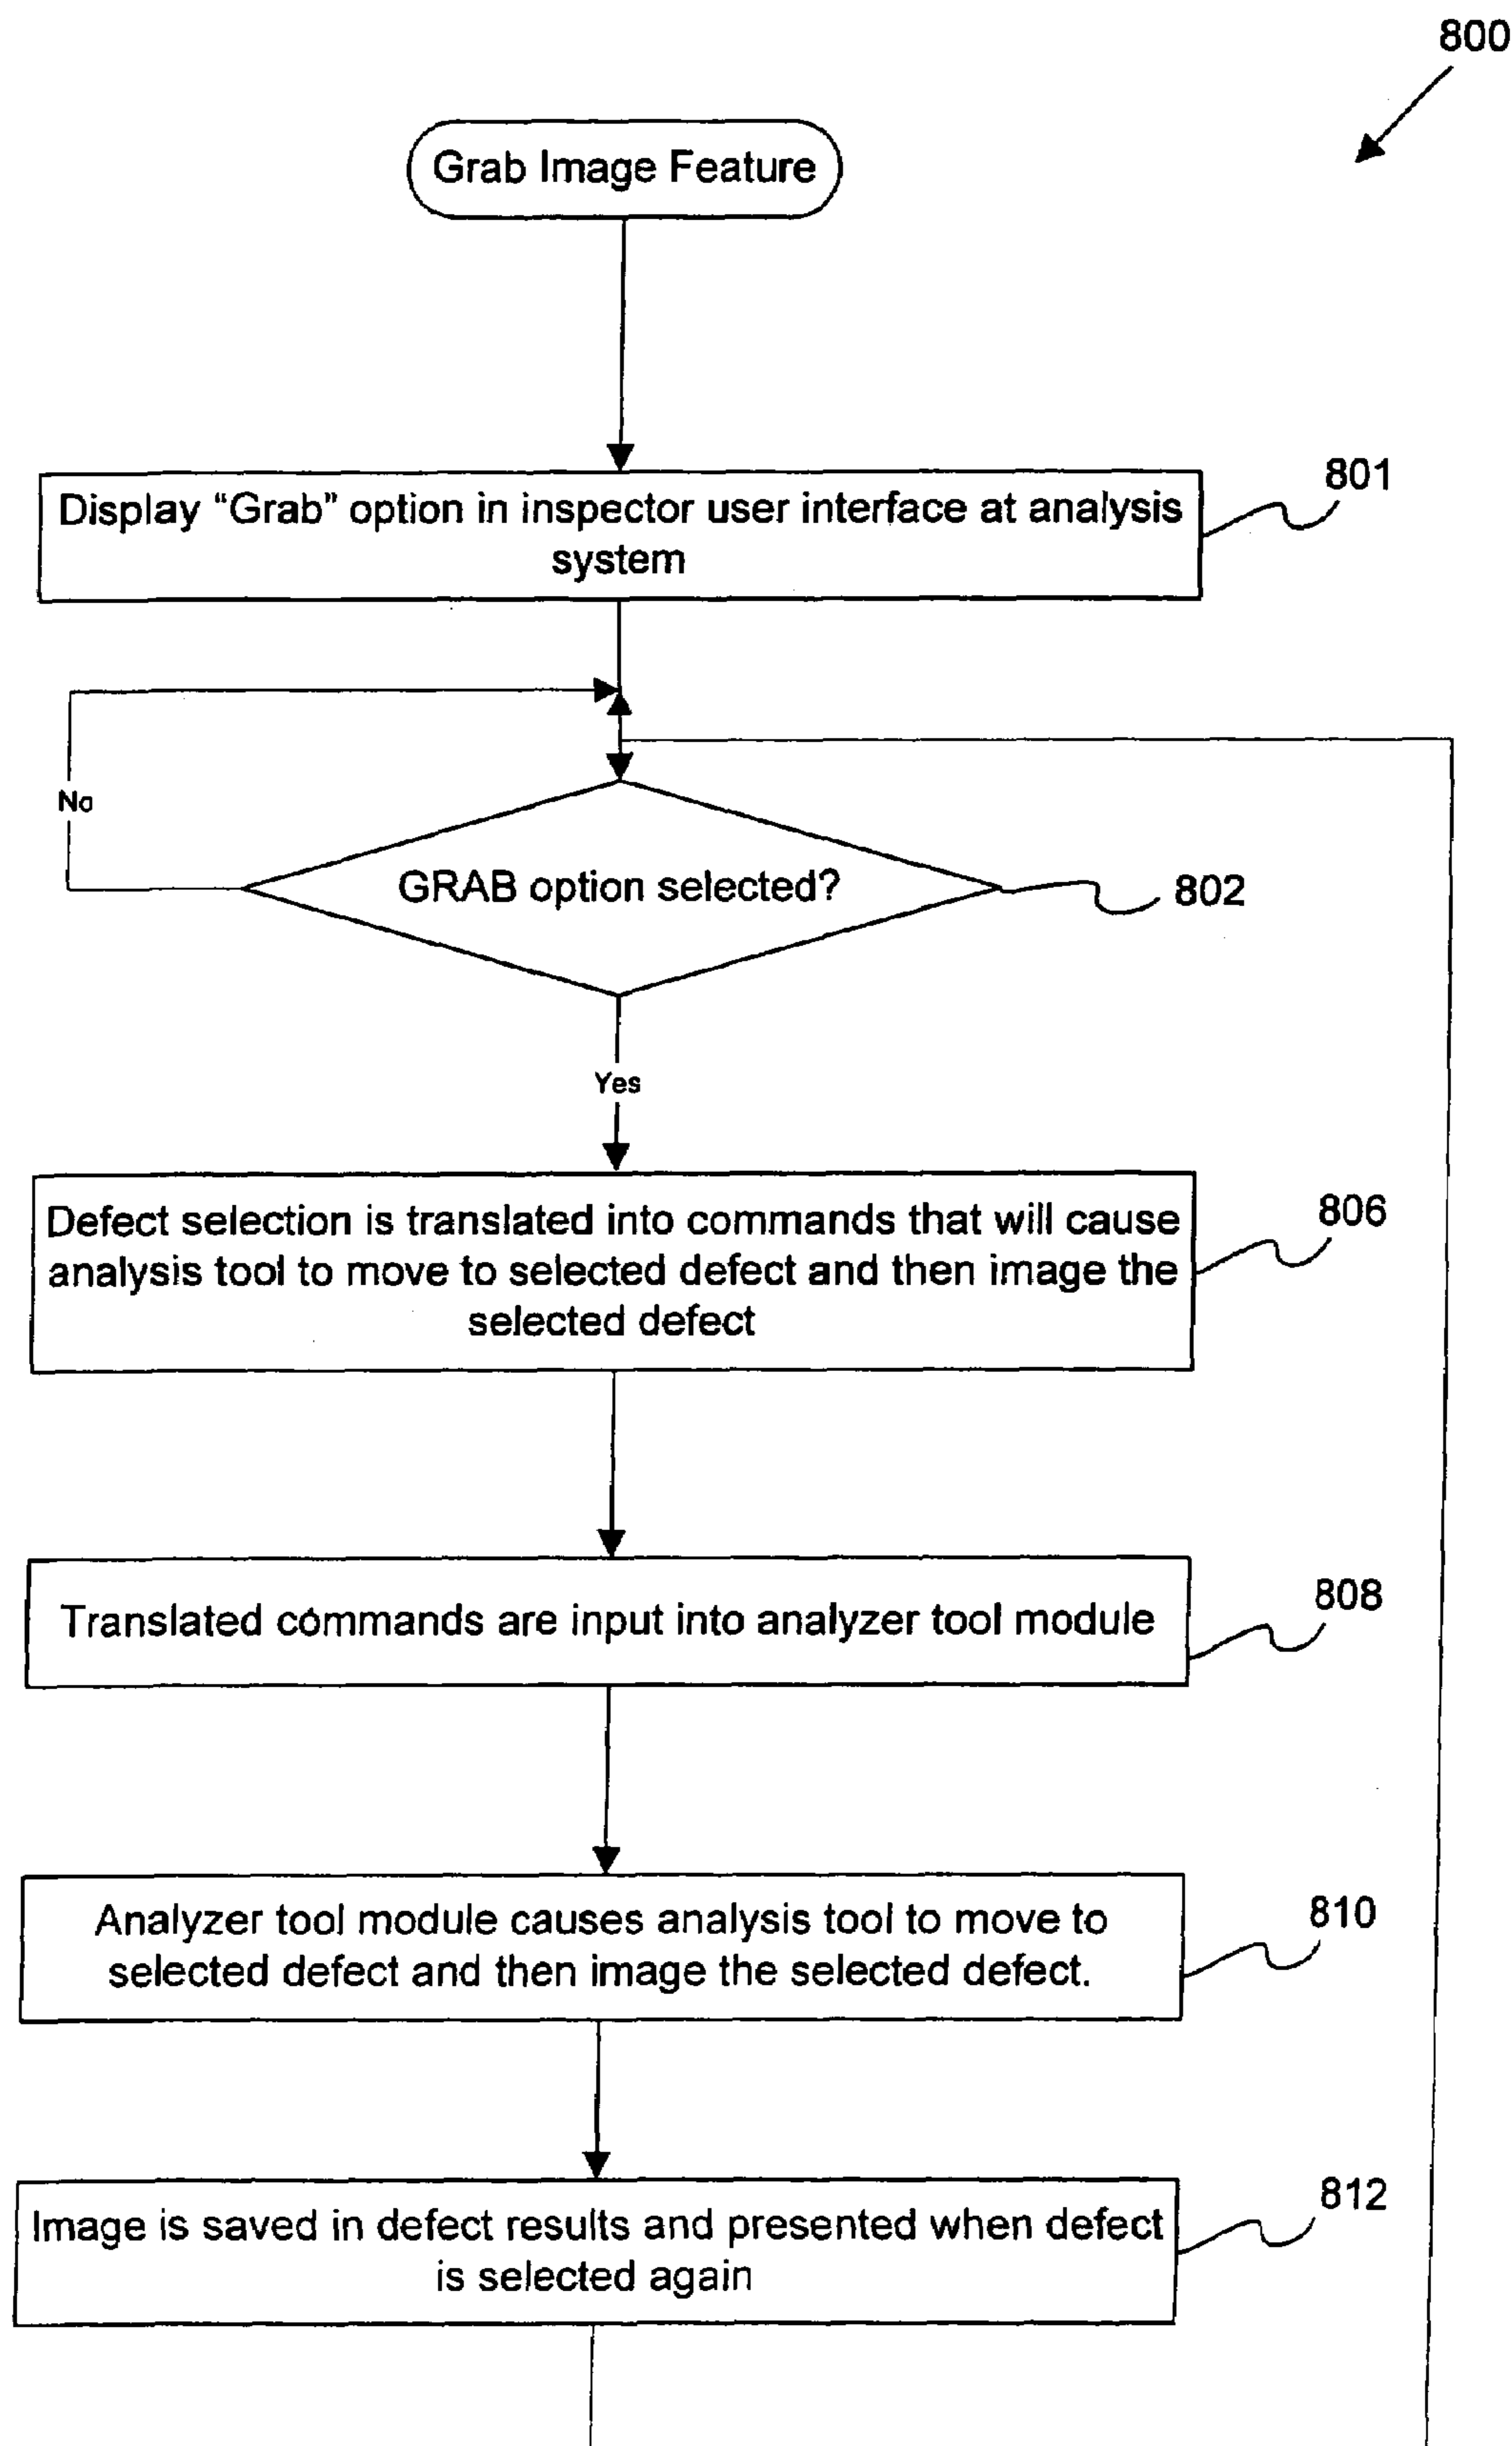 800
Grab Image Feature
Display “Grab” option in inspector user interface at analysis
system
801
No
GRAB option selected?
802
Yes
Defect selection is translated into commands that will cause
analysis tool to move to selected defect and then image the
selected defect
806
Translated commands are input into analyzer tool module
808
Analyzer tool module causes analysis tool to move to
selected defect and then image the selected defect.
810
Image is saved in defect results and presented when defect
is selected again
812